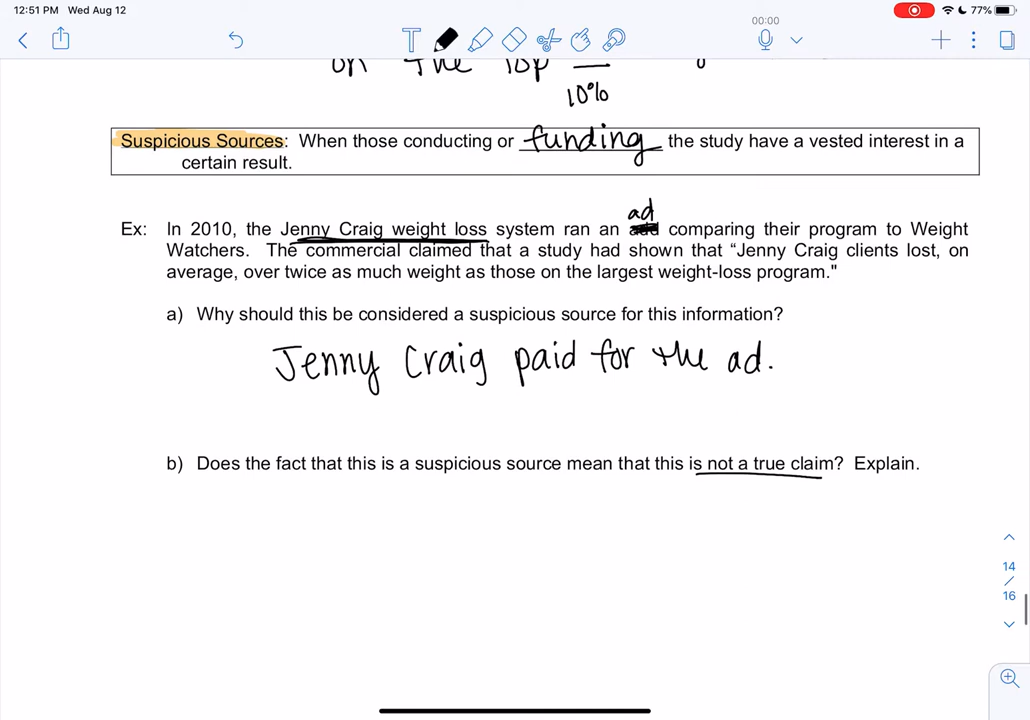 12:51 PM Wed Aug 12
77%
00:00
on the top
10%
Suspicious Sources: When those conducting or funding the study have a vested interest in a
certain result.
ad
Ex: In 2010, the Jenny Craig weight loss system ran an add comparing their program to Weight
Watchers. The commercial claimed that a study had shown that “Jenny Craig clients lost, on
average, over twice as much weight as those on the largest weight-loss program."
a) Why should this be considered a suspicious source for this information?
Jenny Craig paid for the ad.
b) Does the fact that this is a suspicious source mean that this is not a true claim? Explain.
14
/
16